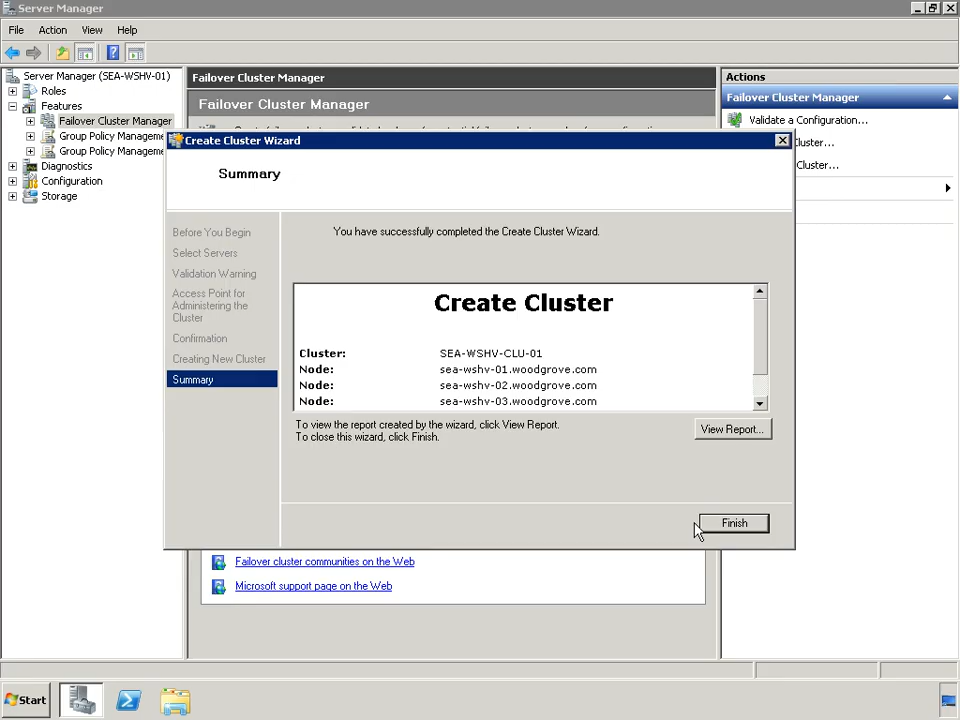 Server Manager
File Action View Help
Server Manager (SEA-WSHV-01)
Roles
Features
Failover Cluster Manager
Group Policy Manageme
Group Policy Manageme
Diagnostics
Configuration
Storage
Failover Cluster Manager
Failover Cluster Manager
Actions
Failover Cluster Manager
Validate a Configuration...
Cluster...
Cluster...
Create Cluster Wizard
Summary
Before You Begin
Select Servers
Validation Warning
Access Point for
Administering the
Cluster
Confirmation
Creating New Cluster
Summary
You have successfully completed the Create Cluster Wizard.
Create Cluster
Cluster: SEA-WSHV-CLU-01
Node: sea-wshv-01.woodgrove.com
Node: sea-wshv-02.woodgrove.com
Node: sea-wshv-03.woodgrove.com
To view the report created by the wizard, click View Report.
To close this wizard, click Finish.
View Report...
Finish
Failover cluster communities on the Web
Microsoft support page on the Web
Start